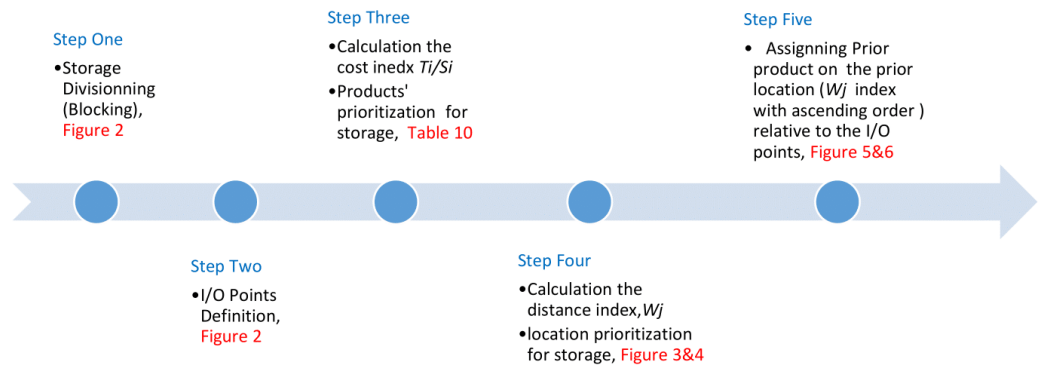 Step One
•Storage
Divisionning
(Blocking),
Figure 2
Step Two
•I/O Points
Definition,
Figure 2
Step Three
•Calculation the
cost inedx Ti/Si
•Products'
prioritization for
storage, Table 10
Step Four
•Calculation the
distance index,Wj
•location prioritization
for storage, Figure 3&4
Step Five
• Assignning Prior
product on the prior
location (Wj index
with ascending order )
relative to the I/O
points, Figure 5&6